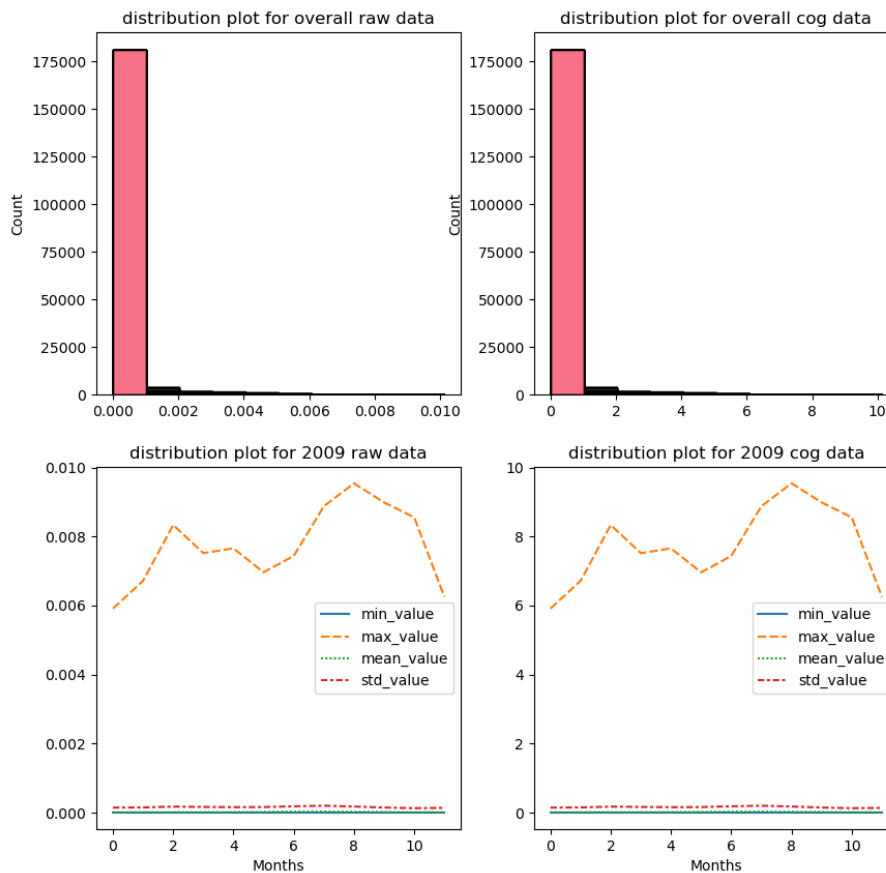 distribution plot for overall raw data
175000
150000
125000
100000
75000
50000
25000
0
Count
0.000 0.002 0.004 0.006 0.008 0.010
distribution plot for overall cog data
175000
150000
125000
100000
75000
50000
25000
0
Count
0 2 4 6 8 10
distribution plot for 2009 raw data
0.010
0.008
0.006
0.004
0.002
0.000
min_value
max_value
mean_value
std_value
0 2 4 6 8 10
Months
distribution plot for 2009 cog data
10
8
6
4
2
0
min_value
max_value
mean_value
std_value
0 2 4 6 8 10
Months